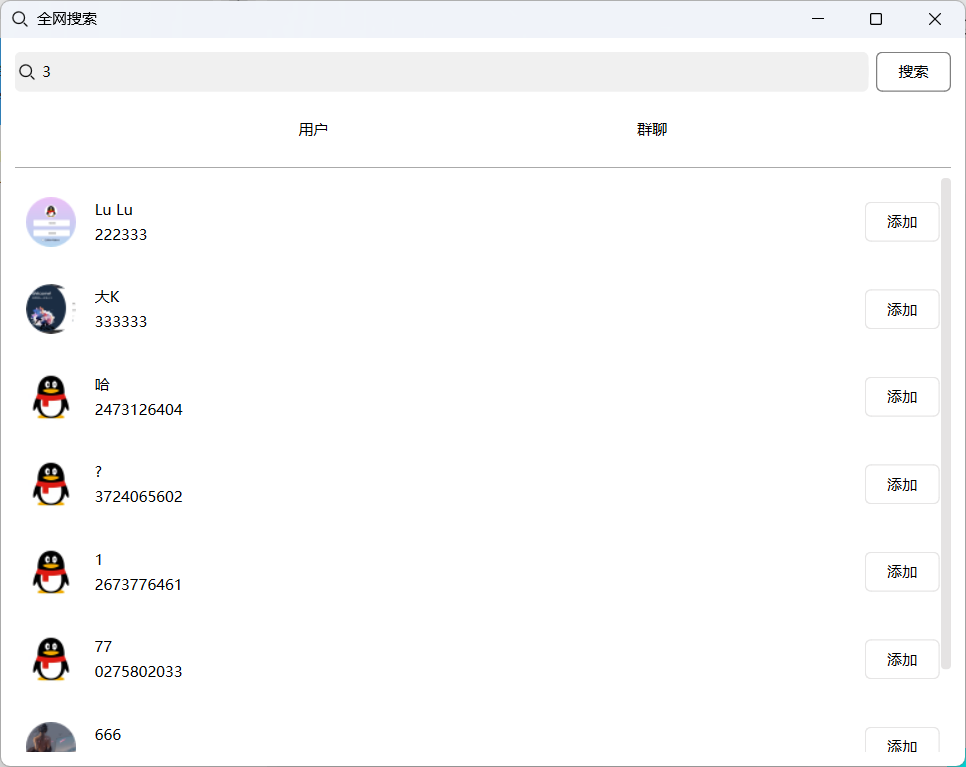 全网搜索
3
搜索
用户
群聊
Lu Lu
222333
添加
大K
333333
添加
哈
2473126404
添加
?
3724065602
添加
1
2673776461
添加
77
0275802033
添加
666
添加